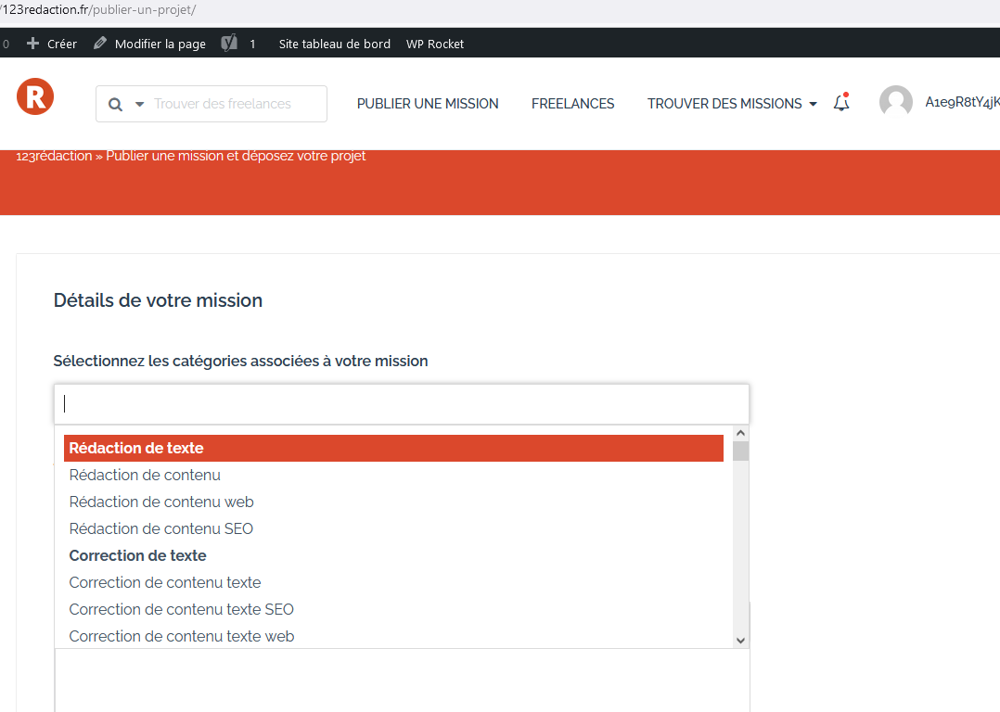 /123redaction.fr/publier-un-projet/
0 Créer Modifier la page 1 Site tableau de bord WP Rocket
R Trouver des freelances PUBLIER UNE MISSION FREELANCES TROUVER DES MISSIONS A1e9R8tY4jK
123rédaction » Publier une mission et déposez votre projet
Détails de votre mission
Sélectionnez les catégories associées à votre mission
Rédaction de texte
Rédaction de contenu
Rédaction de contenu web
Rédaction de contenu SEO
Correction de texte
Correction de contenu texte
Correction de contenu texte SEO
Correction de contenu texte web